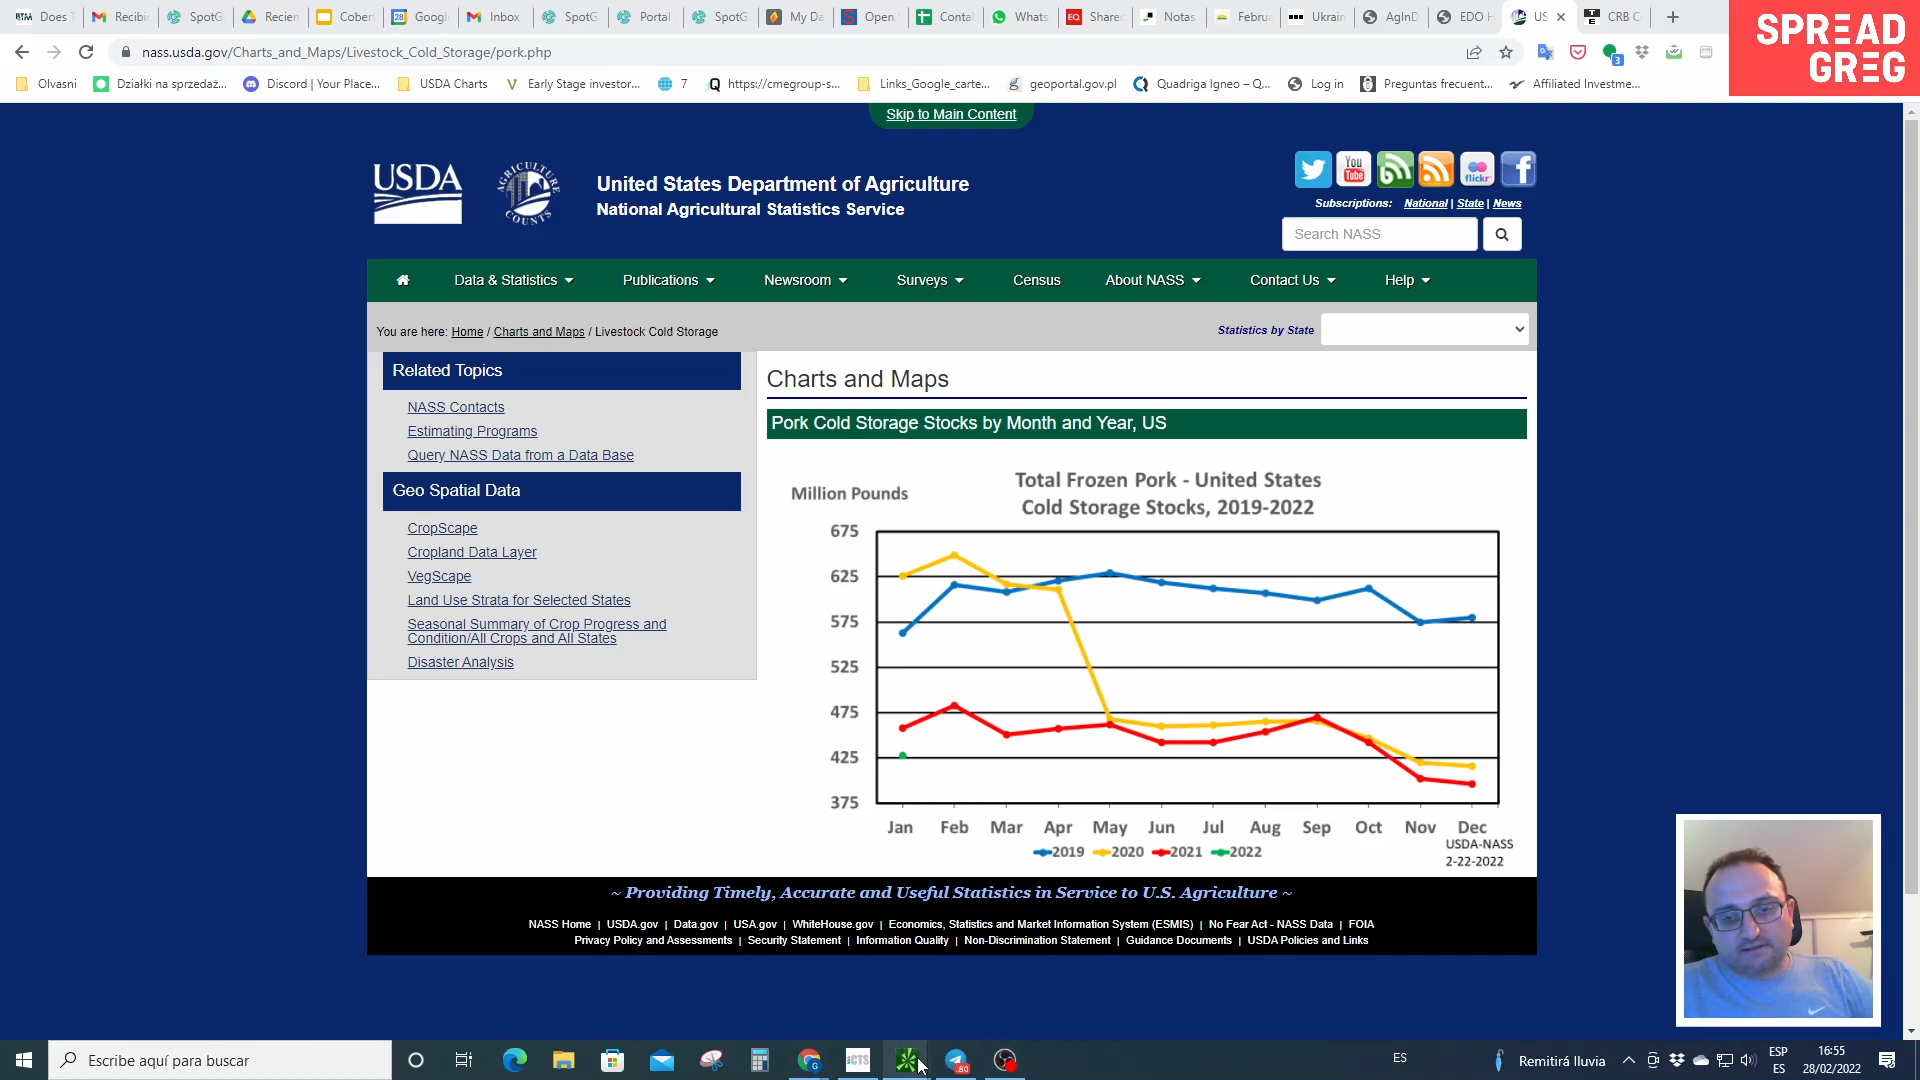 Does T
Recibi
SpotG
Recien
Cobert
Googl
Inbox
SpotG
Portal
SpotG
My Da
Open
Conta
Whats
Share
Notas
Februa
Ukrain
AgInD
EDO H
US
CRB C
SPREAD
GREG
nass.usda.gov/Charts_and_Maps/Livestock_Cold_Storage/pork.php
3
Olvasni
Działki na sprzedaż...
Discord | Your Place...
USDA Charts
Early Stage investor...
7
https://cmegroup-s...
Links_Google_carte...
geoportal.gov.pl
Quadriga Igneo – Q...
Log in
Preguntas frecuent...
Affiliated Investme...
Skip to Main Content
USDA
AGRICULTURE
COUNTS
United States Department of Agriculture
National Agricultural Statistics Service
You
Tube
flickr
Subscriptions: National | State | News
Search NASS
Data & Statistics
Publications
Newsroom
Surveys
Census
About NASS
Contact Us
Help
You are here: Home / Charts and Maps / Livestock Cold Storage
Statistics by State
Related Topics
NASS Contacts
Estimating Programs
Query NASS Data from a Data Base
Geo Spatial Data
CropScape
Cropland Data Layer
VegScape
Land Use Strata for Selected States
Seasonal Summary of Crop Progress and
Condition/All Crops and All States
Disaster Analysis
Charts and Maps
Pork Cold Storage Stocks by Month and Year, US
Total Frozen Pork - United States
Cold Storage Stocks, 2019-2022
Million Pounds
675
625
575
525
475
425
375
Jan Feb Mar Apr May Jun Jul Aug Sep Oct Nov Dec
2019 2020 2021 2022
USDA-NASS
2-22-2022
~ Providing Timely, Accurate and Useful Statistics in Service to U.S. Agriculture ~
NASS Home | USDA.gov | Data.gov | USA.gov | WhiteHouse.gov | Economics, Statistics and Market Information System (ESMIS) | No Fear Act - NASS Data | FOIA
Privacy Policy and Assessments | Security Statement | Information Quality | Non-Discrimination Statement | Guidance Documents | USDA Policies and Links
Escribe aquí para buscar
CTS
80
ES
Remitirá lluvia
ESP
ES
16:55
28/02/2022